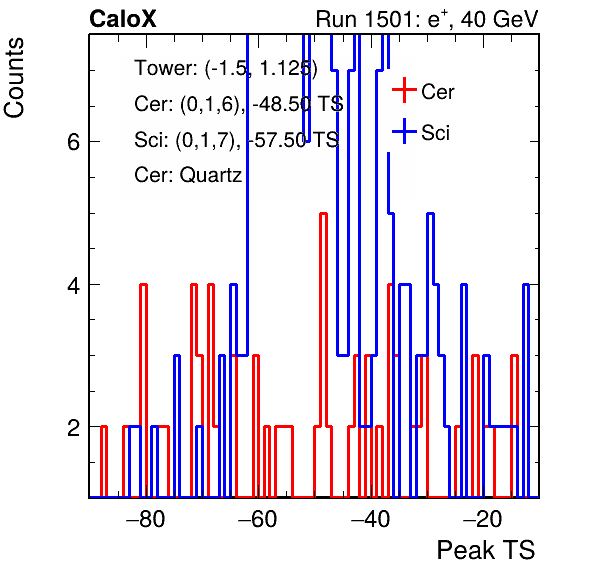 CaloX Run 1501: e⁺, 40 GeV
Counts
Tower: (-1.5, 1.125)
Cer: (0,1,6), -48.50 TS
Sci: (0,1,7), -57.50 TS
Cer: Quartz
Cer
Sci
6
4
2
−80 −60 −40 −20
Peak TS